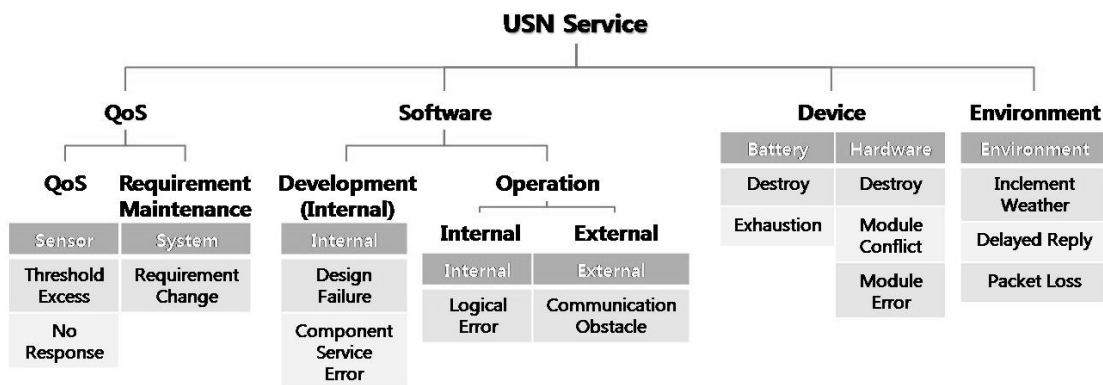 USN Service
QoS
Software
Device
Environment
QoS
Requirement
Maintenance
Development
(Internal)
Operation
Internal
External
Sensor
System
Internal
Internal
External
Battery
Hardware
Environment
Threshold
Excess
No
Response
Requirement
Change
Design
Failure
Component
Service
Error
Logical
Error
Communication
Obstacle
Destroy
Exhaustion
Destroy
Module
Conflict
Module
Error
Inclement
Weather
Delayed Reply
Packet Loss